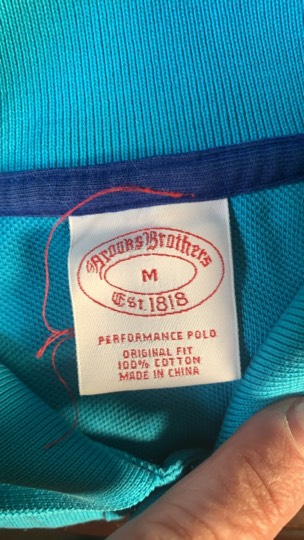 Brooks Brothers
M
Est. 1818
PERFORMANCE POLO
ORIGINAL FIT
100% COTTON
MADE IN CHINA